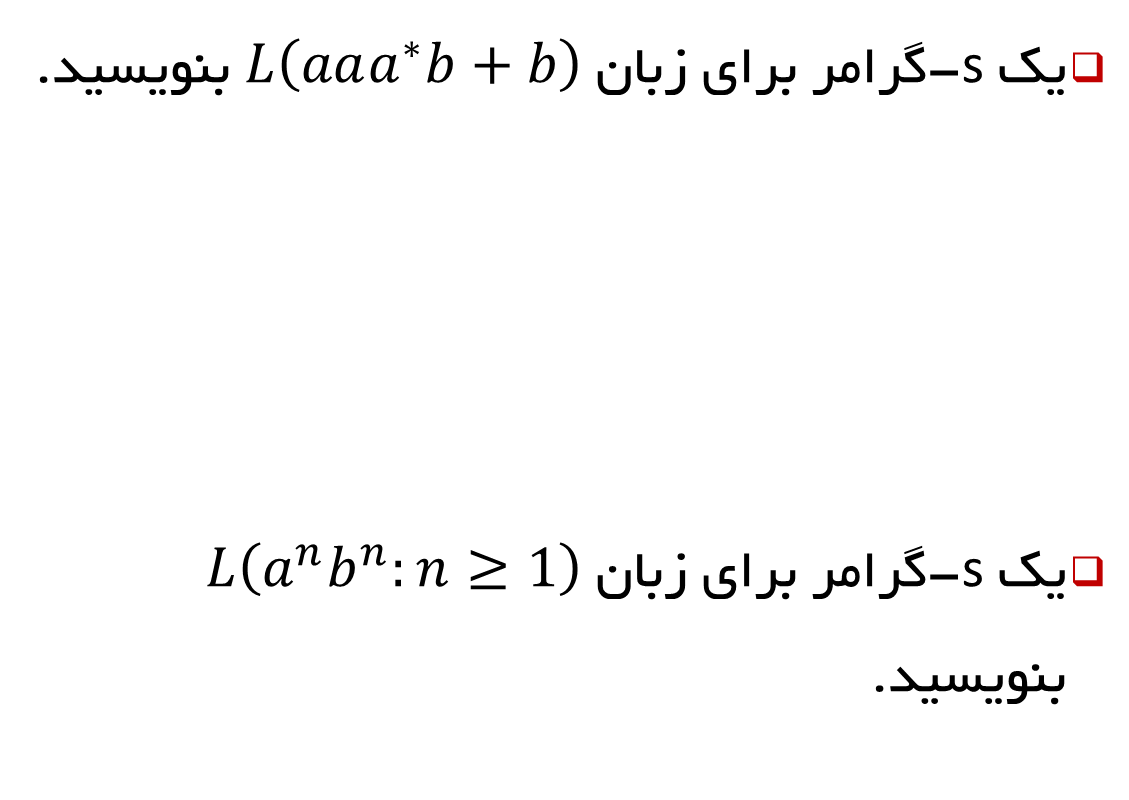 ❑یک s-گرامر برای زبان L(aaa*b + b) بنویسید.
❑یک s-گرامر برای زبان L(aⁿbⁿ: n ≥ 1)
بنویسید.